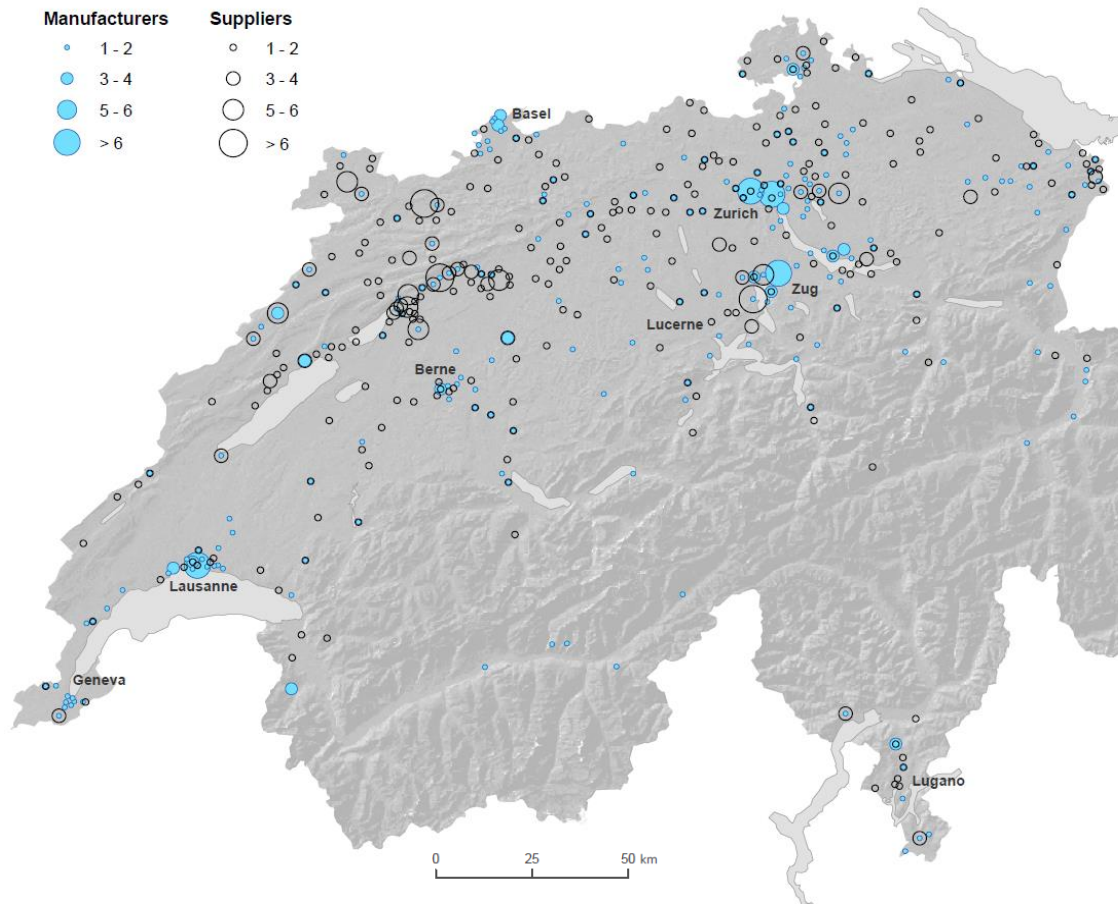 Manufacturers Suppliers
1 - 2 1 - 2
3 - 4 3 - 4
5 - 6 5 - 6
> 6 > 6
Basel
Zurich
Zug
Lucerne
Berne
Lausanne
Geneva
Lugano
0 25 50 km